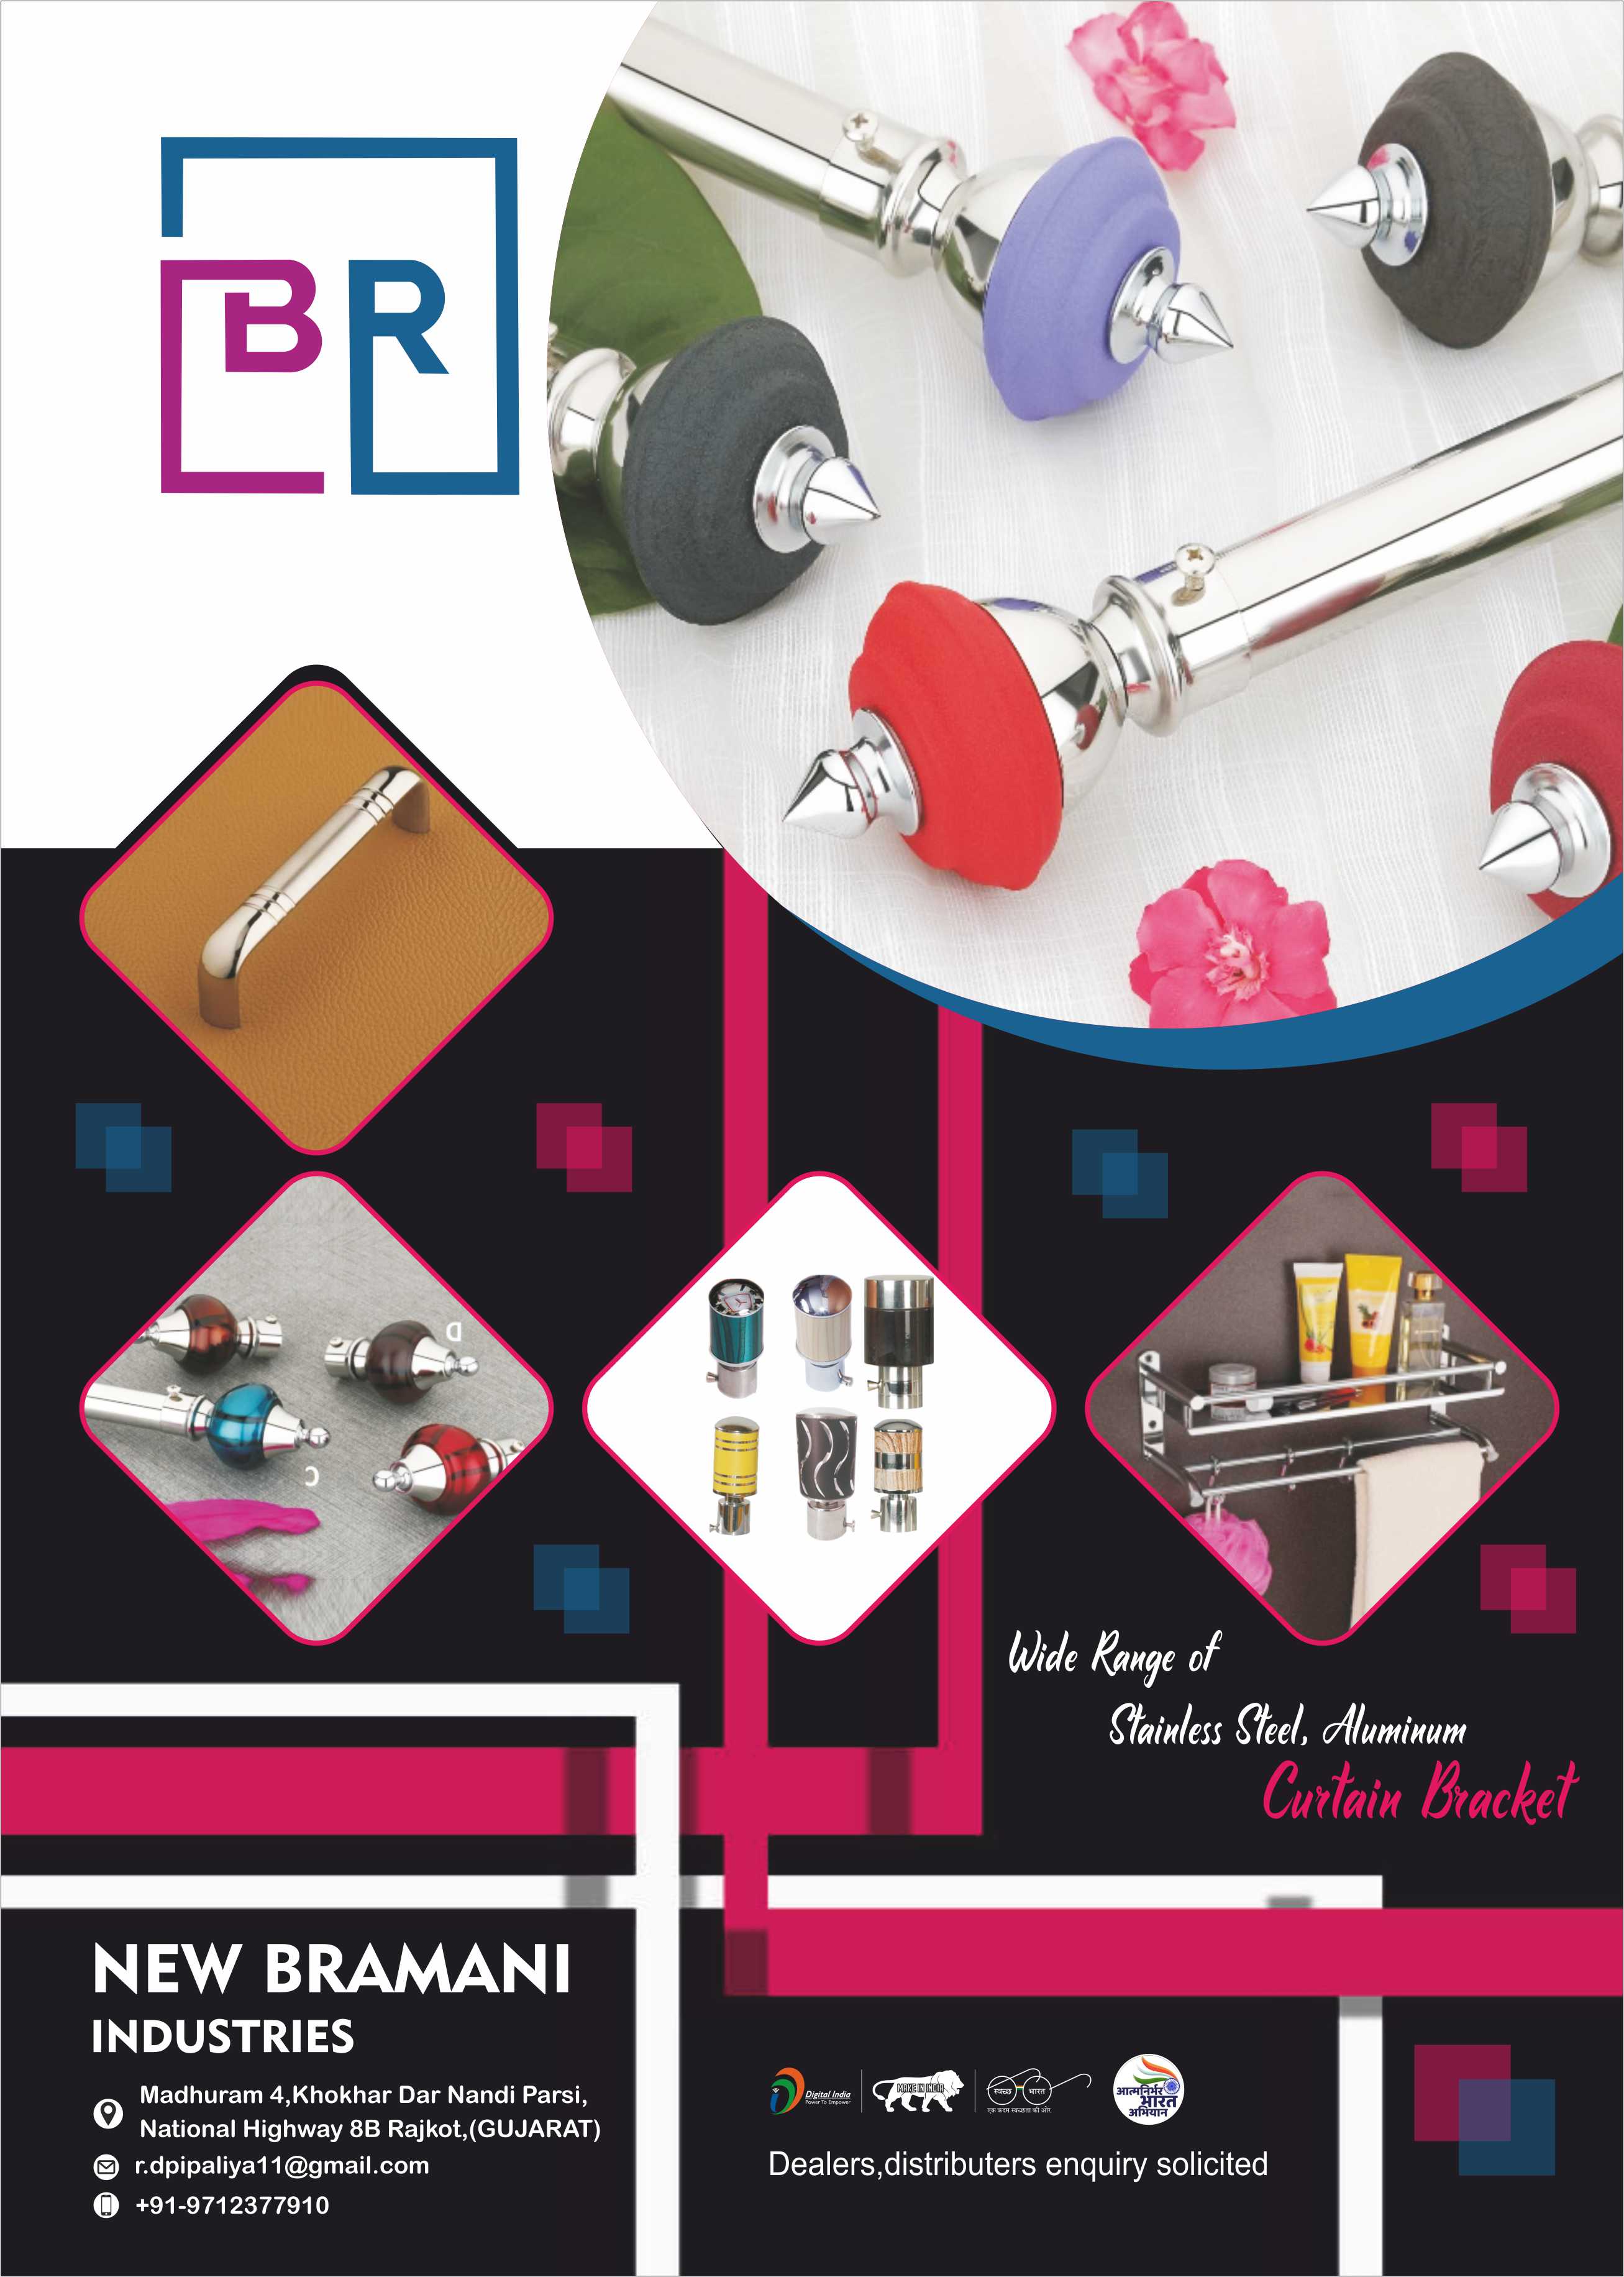 BR
D
C
Wide Range of
Stainless Steel, Aluminum
Curtain Bracket
NEW BRAMANI
INDUSTRIES
Madhuram 4,Khokhar Dar Nandi Parsi,
National Highway 8B Rajkot,(GUJARAT)
r.dpipaliya11@gmail.com
+91-9712377910
Digital India
Power To Empower
MAKE IN INDIA
स्वच्छ भारत
एक कदम स्वच्छता की ओर
आत्मनिर्भर
भारत
अभियान
Dealers,distributers enquiry solicited